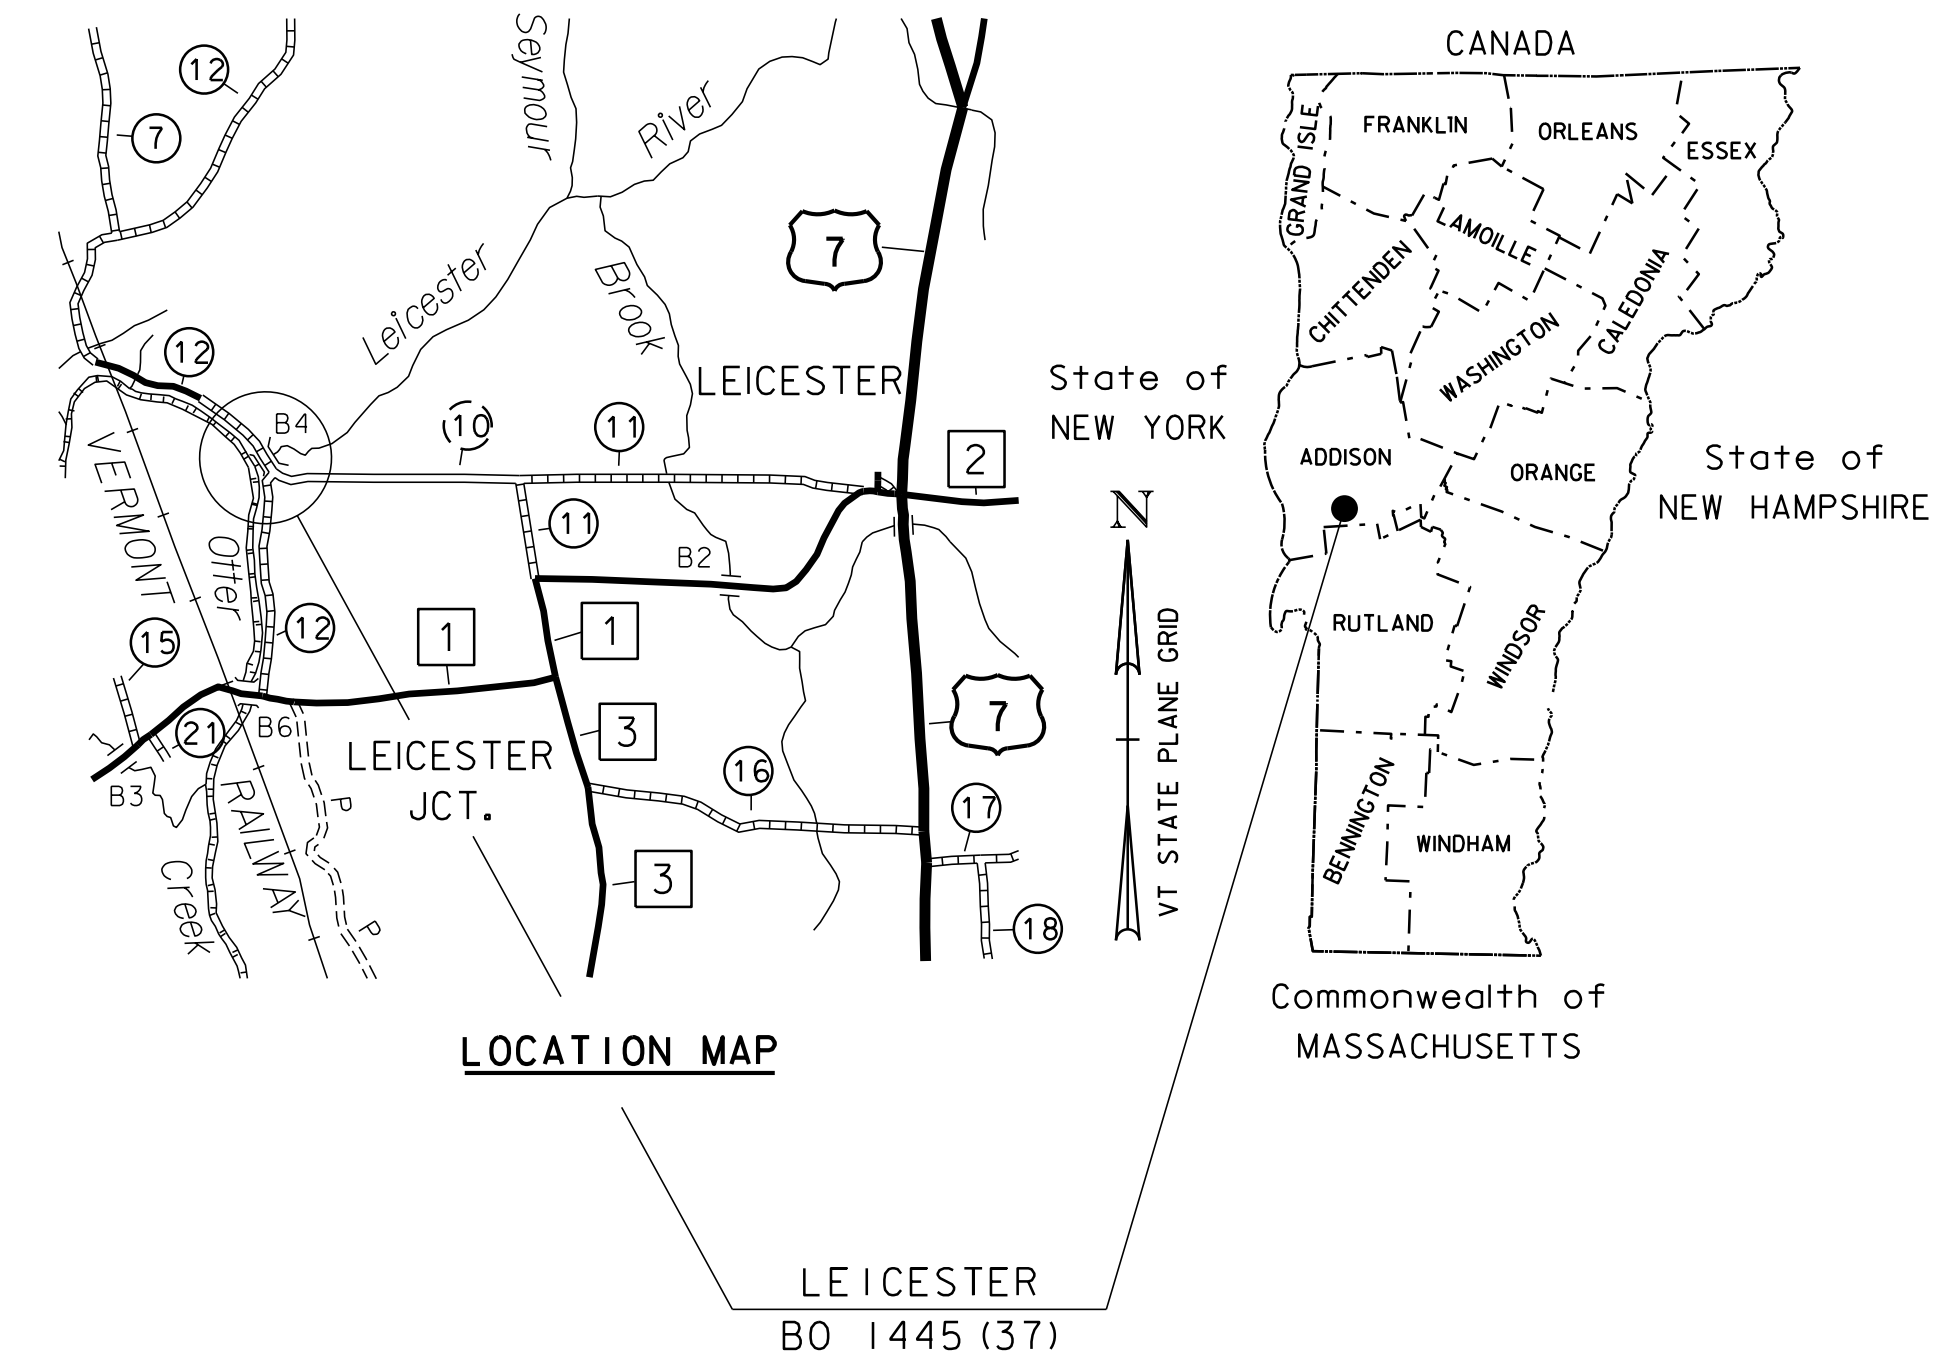 12
7
Seymour
River
7
Leicester
Brook
12
LEICESTER
B4
10
11
2
VERMONT
Otter
11
B2
12
1
1
15
21
B6
LEICESTER
JCT.
3
16
7
17
B3
P
RAILWAY
Creek
P
3
18
N
VT STATE PLANE GRID
LOCATION MAP
CANADA
GRAND ISLE
FRANKLIN
ORLEANS
ESSEX
LAMOILLE
CHITTENDEN
CALEDONIA
WASHINGTON
State of
NEW YORK
ADDISON
ORANGE
State of
NEW HAMPSHIRE
RUTLAND
WINDSOR
BENNINGTON
WINDHAM
Commonwealth of
MASSACHUSETTS
LEICESTER
BO 1445 (37)